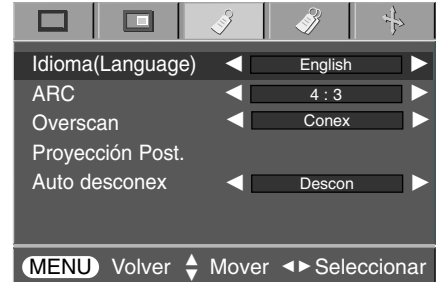 Idioma(Language) English
ARC 4 : 3
Overscan Conex
Proyección Post.
Auto desconex Descon
MENU Volver Mover Seleccionar